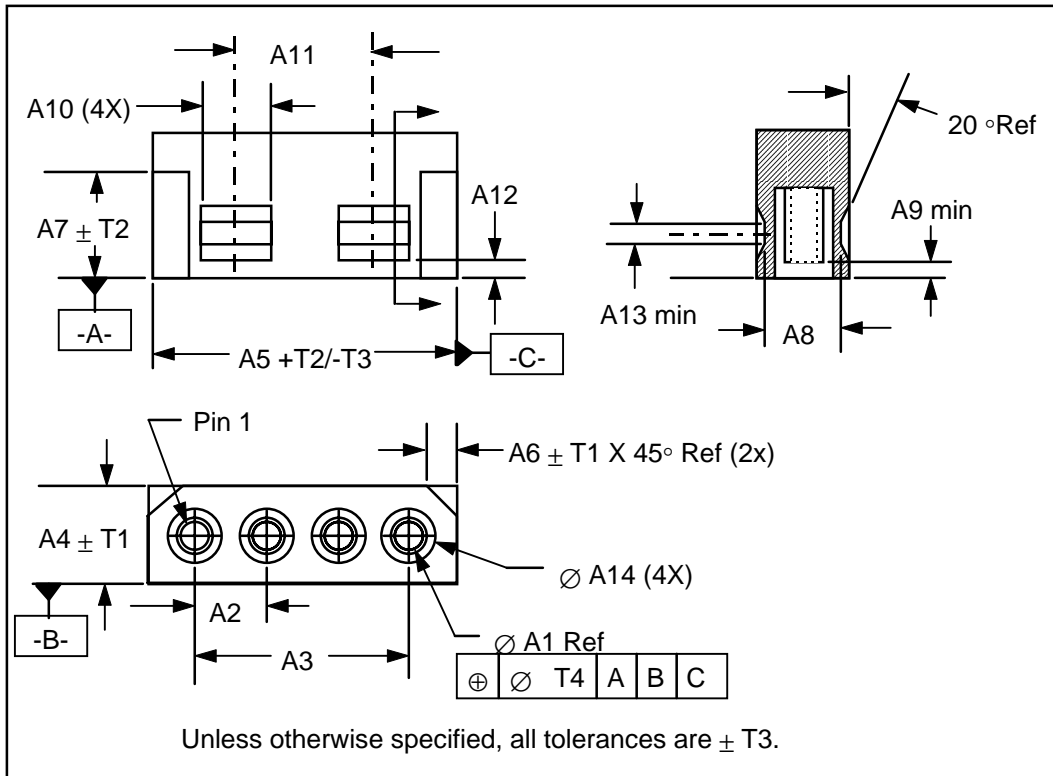 A11
A10 (4X)
20 °Ref
A12
A7 ± T2
A9 min
A13 min
A8
-A-
A5 +T2/-T3
-C-
Pin 1
A6 ± T1 X 45° Ref (2x)
A4 ± T1
∅ A14 (4X)
A2
-B-
∅ A1 Ref
A3
⊕ ∅ T4 A B C
Unless otherwise specified, all tolerances are ± T3.